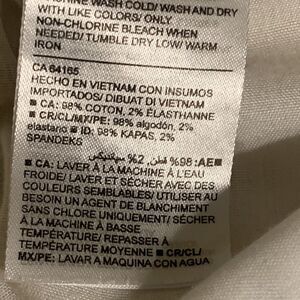 MACHINE WASH COLD/ WASH AND DRY
WITH LIKE COLORS/ ONLY
NON-CHLORINE BLEACH WHEN
NEEDED/ TUMBLE DRY LOW/ WARM
IRON
CA 64165
HECHO EN VIETNAM CON INSUMOS
IMPORTADOS/ DIBUAT DI VIETNAM
■ CA: 98% COTON, 2% ÉLASTHANNE
■ CR/CL/MX/PE: 98% algodón, 2%
elastano ■ ID: 98% KAPAS, 2%
SPANDEKS
■ AE: 98% قطن, 2%
■ CA: LAVER À LA MACHINE À L'EAU
FROIDE/ LAVER ET SÉCHER AVEC DES
COULEURS SEMBLABLES/ UTILISER AU
BESOIN UN AGENT DE BLANCHIMENT
SANS CHLORE UNIQUEMENT/ SÉCHER
À LA MACHINE À BASSE
TEMPÉRATURE/ REPASSER À
TEMPÉRATURE MOYENNE ■ CR/CL/
MX/PE: LAVAR A MAQUINA CON AGUA